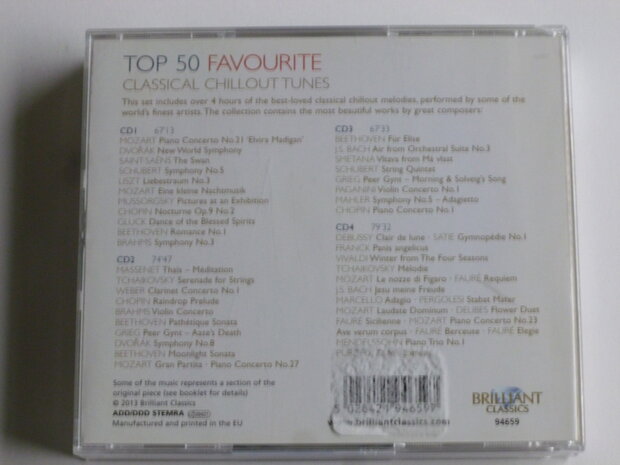 TOP 50 FAVOURITE
CLASSICAL CHILLOUT TUNES
This set includes over 4 hours of the best-loved classical chillout melodies, performed by some of the
world's finest artists. The collection contains the most beautiful works by great composers:
CD1 67'13
MOZART Piano Concerto No.21 'Elvira Madigan'
DVOŘÁK New World Symphony
SAINT-SAËNS The Swan
SCHUBERT Symphony No.5
LISZT Liebestraum No.3
MOZART Eine kleine Nachtmusik
MUSSORGSKY Pictures at an Exhibition
CHOPIN Nocturne Op.9 No.2
GLUCK Dance of the Blessed Spirits
BEETHOVEN Romance No.1
BRAHMS Symphony No.3
CD2 74'47
MASSENET Thaïs – Méditation
TCHAIKOVSKY Serenade for Strings
WEBER Clarinet Concerto No.1
CHOPIN Raindrop Prelude
BRAHMS Violin Concerto
BEETHOVEN Pathétique Sonata
GRIEG Peer Gynt – Aase's Death
DVOŘÁK Symphony No.8
BEETHOVEN Moonlight Sonata
MOZART Gran Partita · Piano Concerto No.27
CD3 67'33
BEETHOVEN Für Elise
J.S. BACH Air from Orchestral Suite No.3
SMETANA Vltava from Má vlast
SCHUBERT String Quintet
GRIEG Peer Gynt – Morning & Solveig's Song
PAGANINI Violin Concerto No.1
MAHLER Symphony No.5 – Adagietto
CHOPIN Piano Concerto No.1
CD4 79'32
DEBUSSY Clair de lune · SATIE Gymnopédie No.1
FRANCK Panis angelicus
VIVALDI Winter from The Four Seasons
TCHAIKOVSKY Mélodie
MOZART Le nozze di Figaro · FAURÉ Requiem
J.S. BACH Jesu meine Freude
MARCELLO Adagio · PERGOLESI Stabat Mater
MOZART Laudate Dominum · DELIBES Flower Duet
FAURÉ Sicilienne · MOZART Piano Concerto No.23
Ave verum corpus · FAURÉ Berceuse · FAURÉ Élégie
MENDELSSOHN Piano Trio No.1
Some of the music represents a section of the
original piece (see booklet for details)
© 2013 Brilliant Classics
ADD/DDD STEMRA
Manufactured and printed in the EU
5 028421 946597
www.brilliantclassics.com
BRILLIANT
CLASSICS
94659